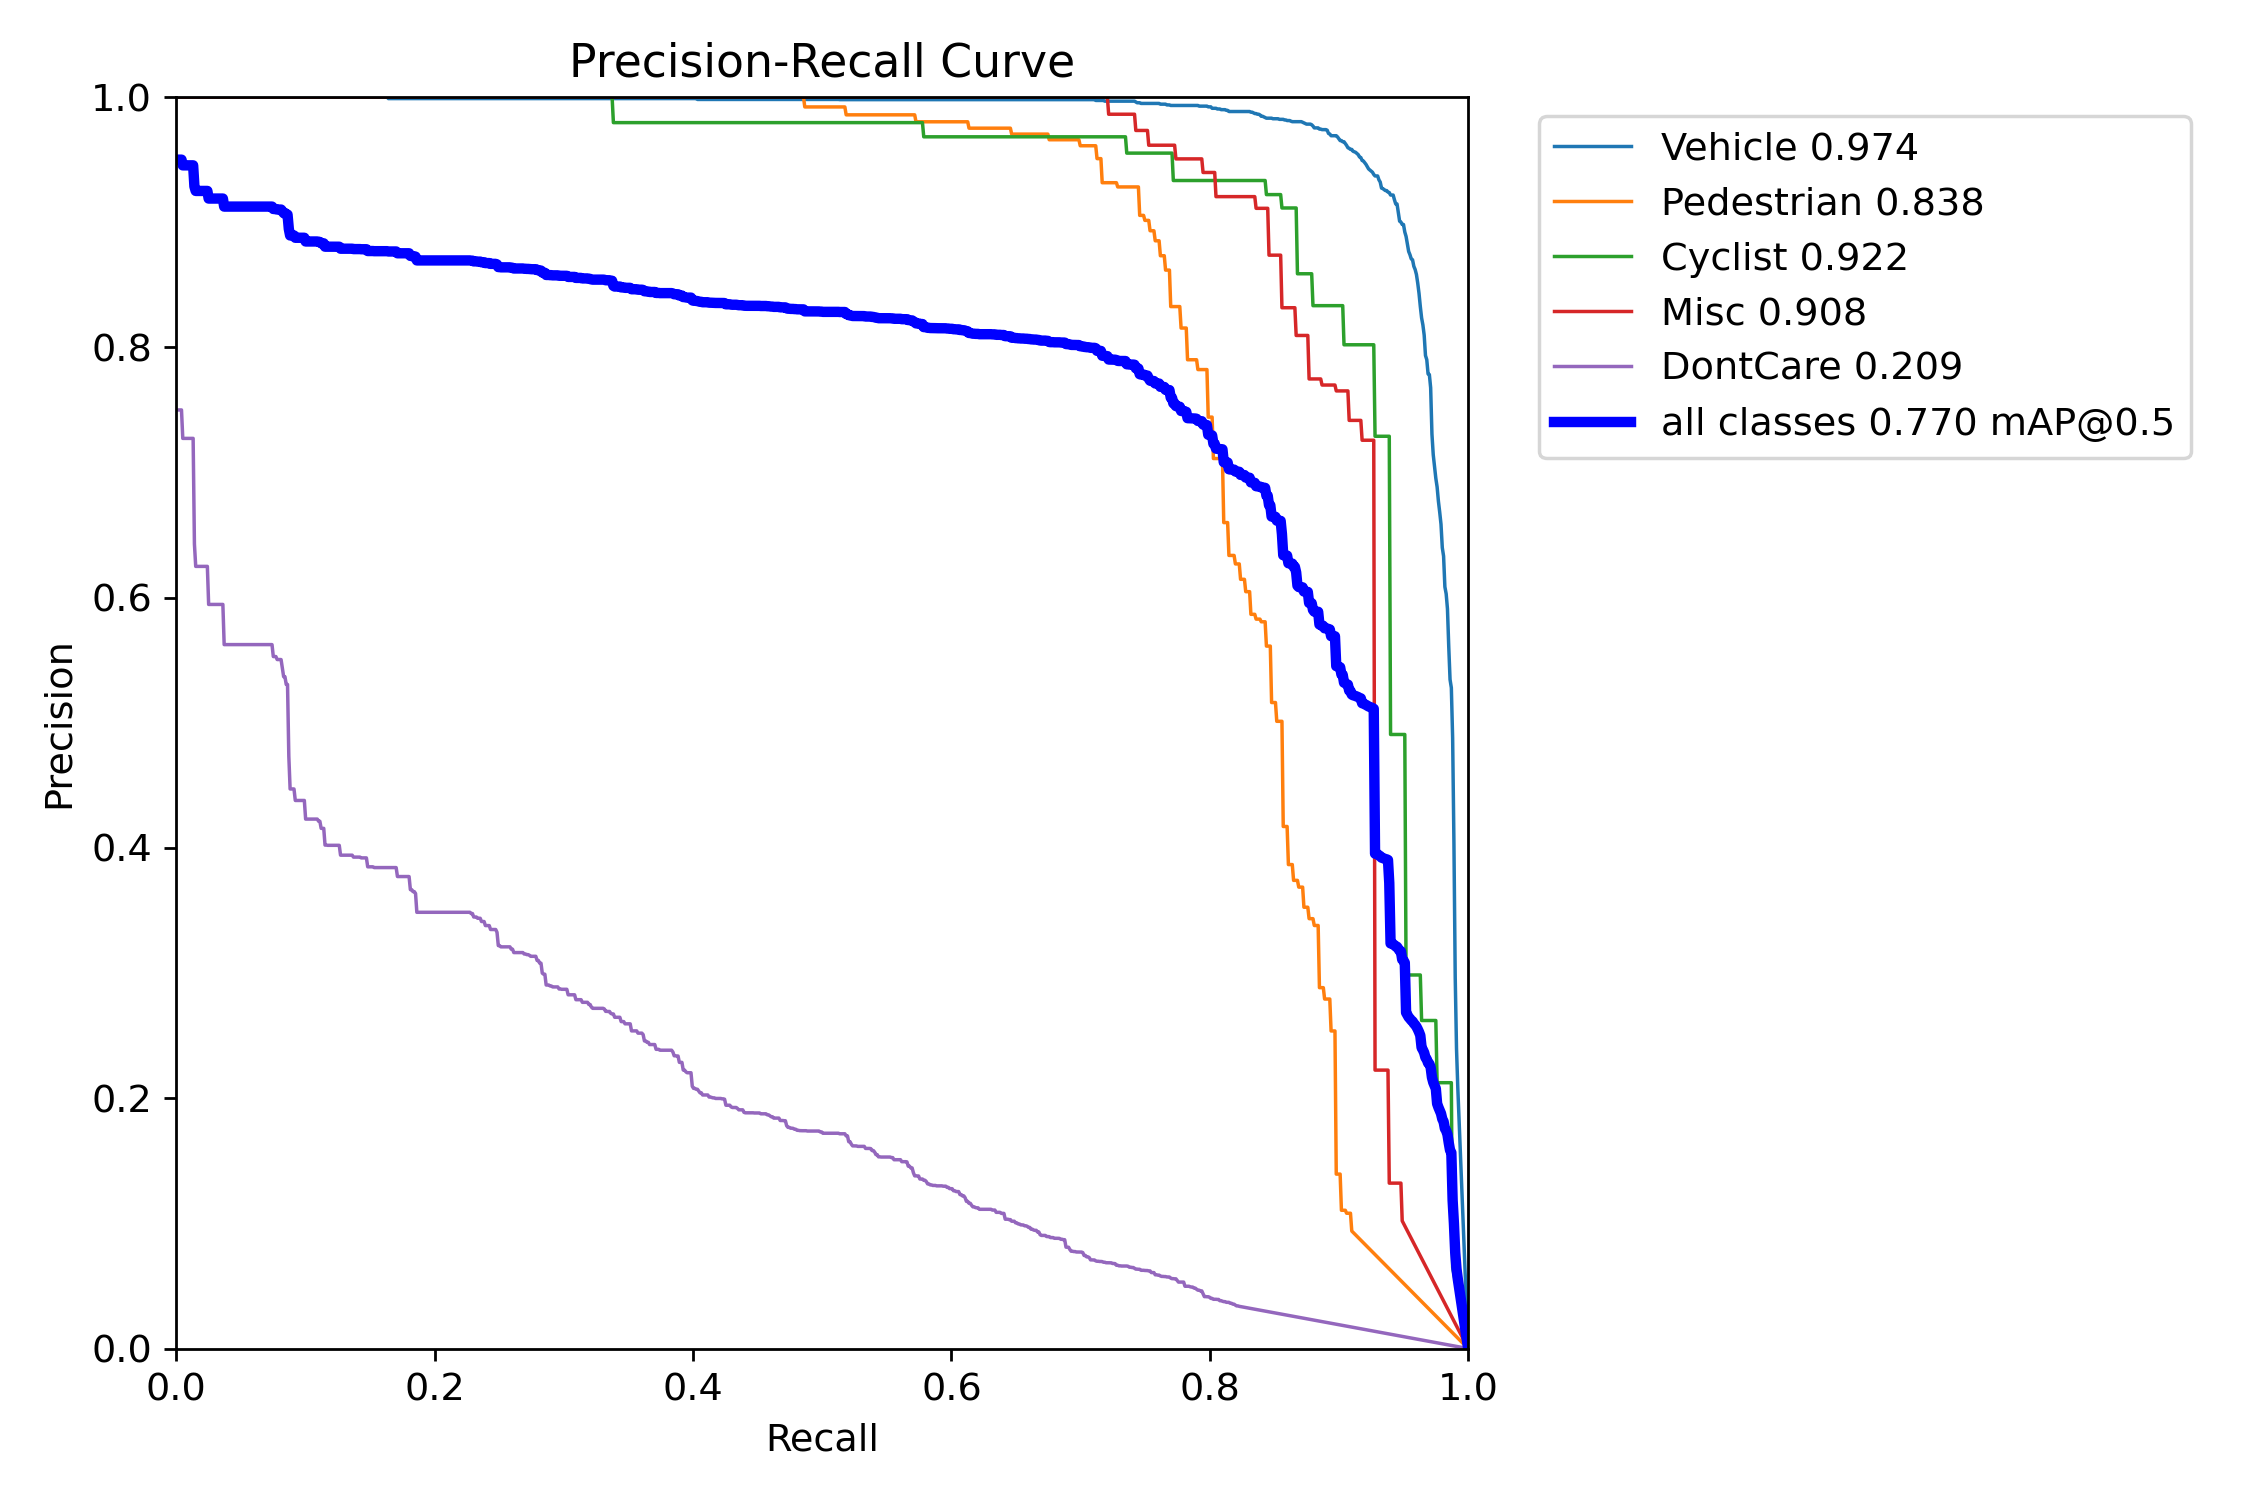 Precision-Recall Curve
1.0
0.8
0.6
0.4
0.2
0.0
Precision
0.0 0.2 0.4 0.6 0.8 1.0
Recall
Vehicle 0.974
Pedestrian 0.838
Cyclist 0.922
Misc 0.908
DontCare 0.209
all classes 0.770 mAP@0.5